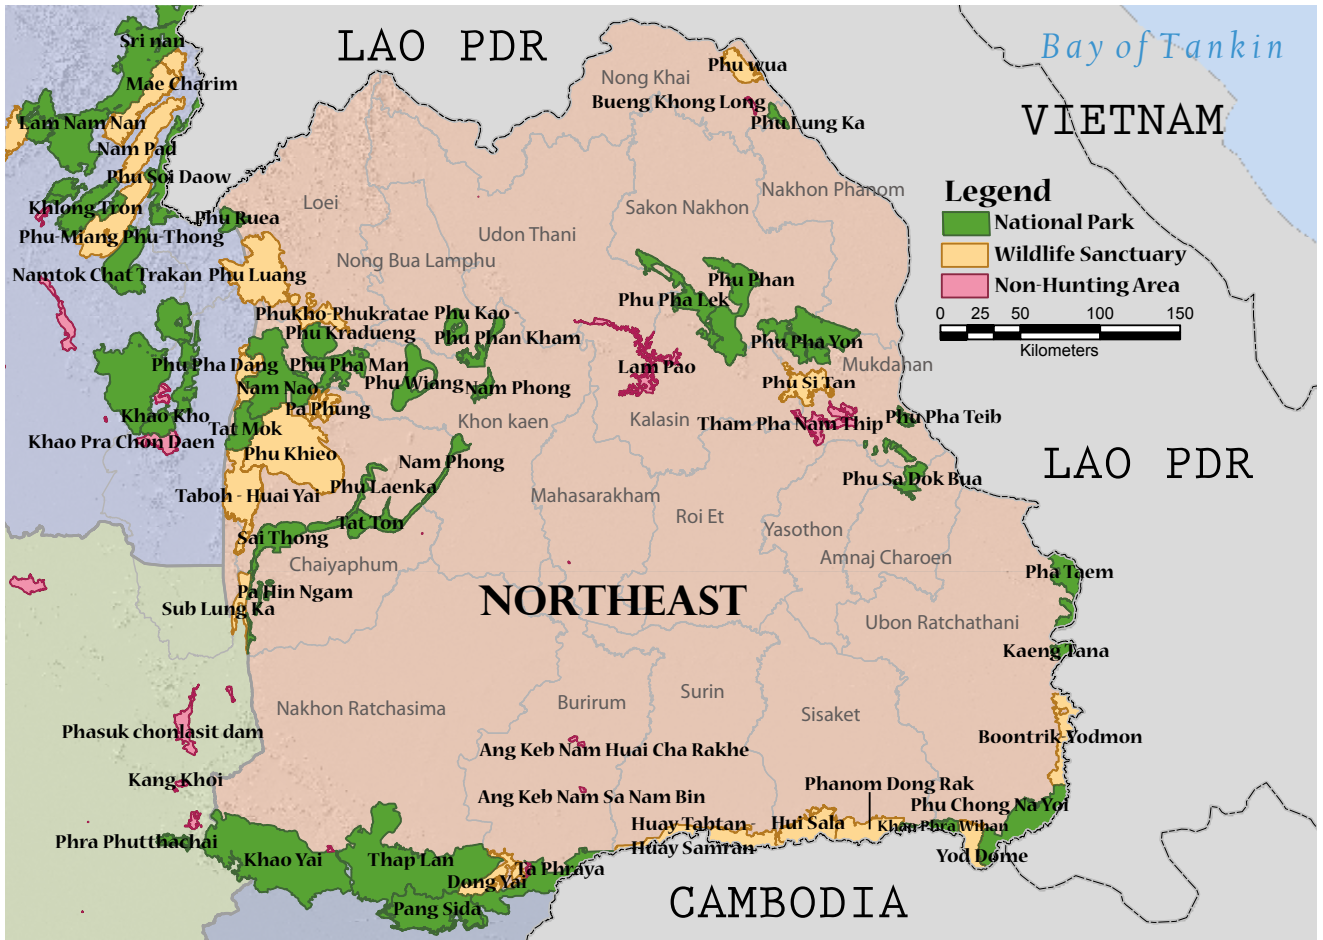 Sri nan
LAO PDR
Bay of Tankin
Phu wua
Nong Khai
Mae Charim
Bueng Khong Long
VIETNAM
Lam Nam Nan
Phu Lung Ka
Nam Pad
Phu Soi Daow
Nakhon Phanom
Legend
Loei
Khlong Tron
Sakon Nakhon
Phu Ruea
National Park
Phu-Miang Phu-Thong
Udon Thani
Wildlife Sanctuary
Nong Bua Lamphu
Namtok Chat Trakan
Phu Luang
Phu Phan
Non-Hunting Area
Phu Pha Lek
0 25 50 100 150
Kilometers
Phukho-Phukratae
Phu Kao -
Phu Phan Kham
Phu Kradueng
Phu Pha Yon
Phu Pha Dang
Phu Pha Man
Lam Pao
Mukdahan
Phu Wiang
Nam Phong
Phu Si Tan
Nam Nao
Pa Phung
Khao Kho
Khon kaen
Kalasin
Tham Pha Nam Thip
Phu Pha Teib
Tat Mok
Khao Pra Chon Daen
Phu Khieo
Nam Phong
LAO PDR
Phu Laenka
Phu Sa Dok Bua
Taboh - Huai Yai
Mahasarakham
Roi Et
Tat Ton
Yasothon
Sai Thong
Amnaj Charoen
Chaiyaphum
Pha Taem
Pa Hin Ngam
NORTHEAST
Sub Lung Ka
Ubon Ratchathani
Kaeng Tana
Surin
Burirum
Nakhon Ratchasima
Sisaket
Phasuk chonlasit dam
Boontrik-Yodmon
Ang Keb Nam Huai Cha Rakhe
Kang Khoi
Phanom Dong Rak
Ang Keb Nam Sa Nam Bin
Phu Chong Na Yoi
Huay Tabtan-
Hui Sala
Khao Phra Wihan
Phra Phutthachai
Huay Samran
Khao Yai
Thap Lan
Yod Dome
Ta Phraya
Dong Yai
Pang Sida
CAMBODIA